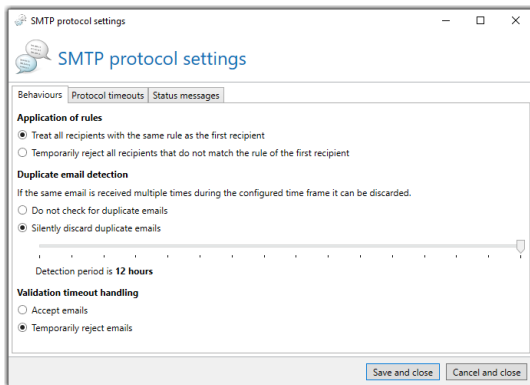 SMTP protocol settings
SMTP protocol settings
Behaviours Protocol timeouts Status messages
Application of rules
Treat all recipients with the same rule as the first recipient
Temporarily reject all recipients that do not match the rule of the first recipient
Duplicate email detection
If the same email is received multiple times during the configured time frame it can be discarded.
Do not check for duplicate emails
Silently discard duplicate emails
Detection period is 12 hours
Validation timeout handling
Accept emails
Temporarily reject emails
Save and close Cancel and close